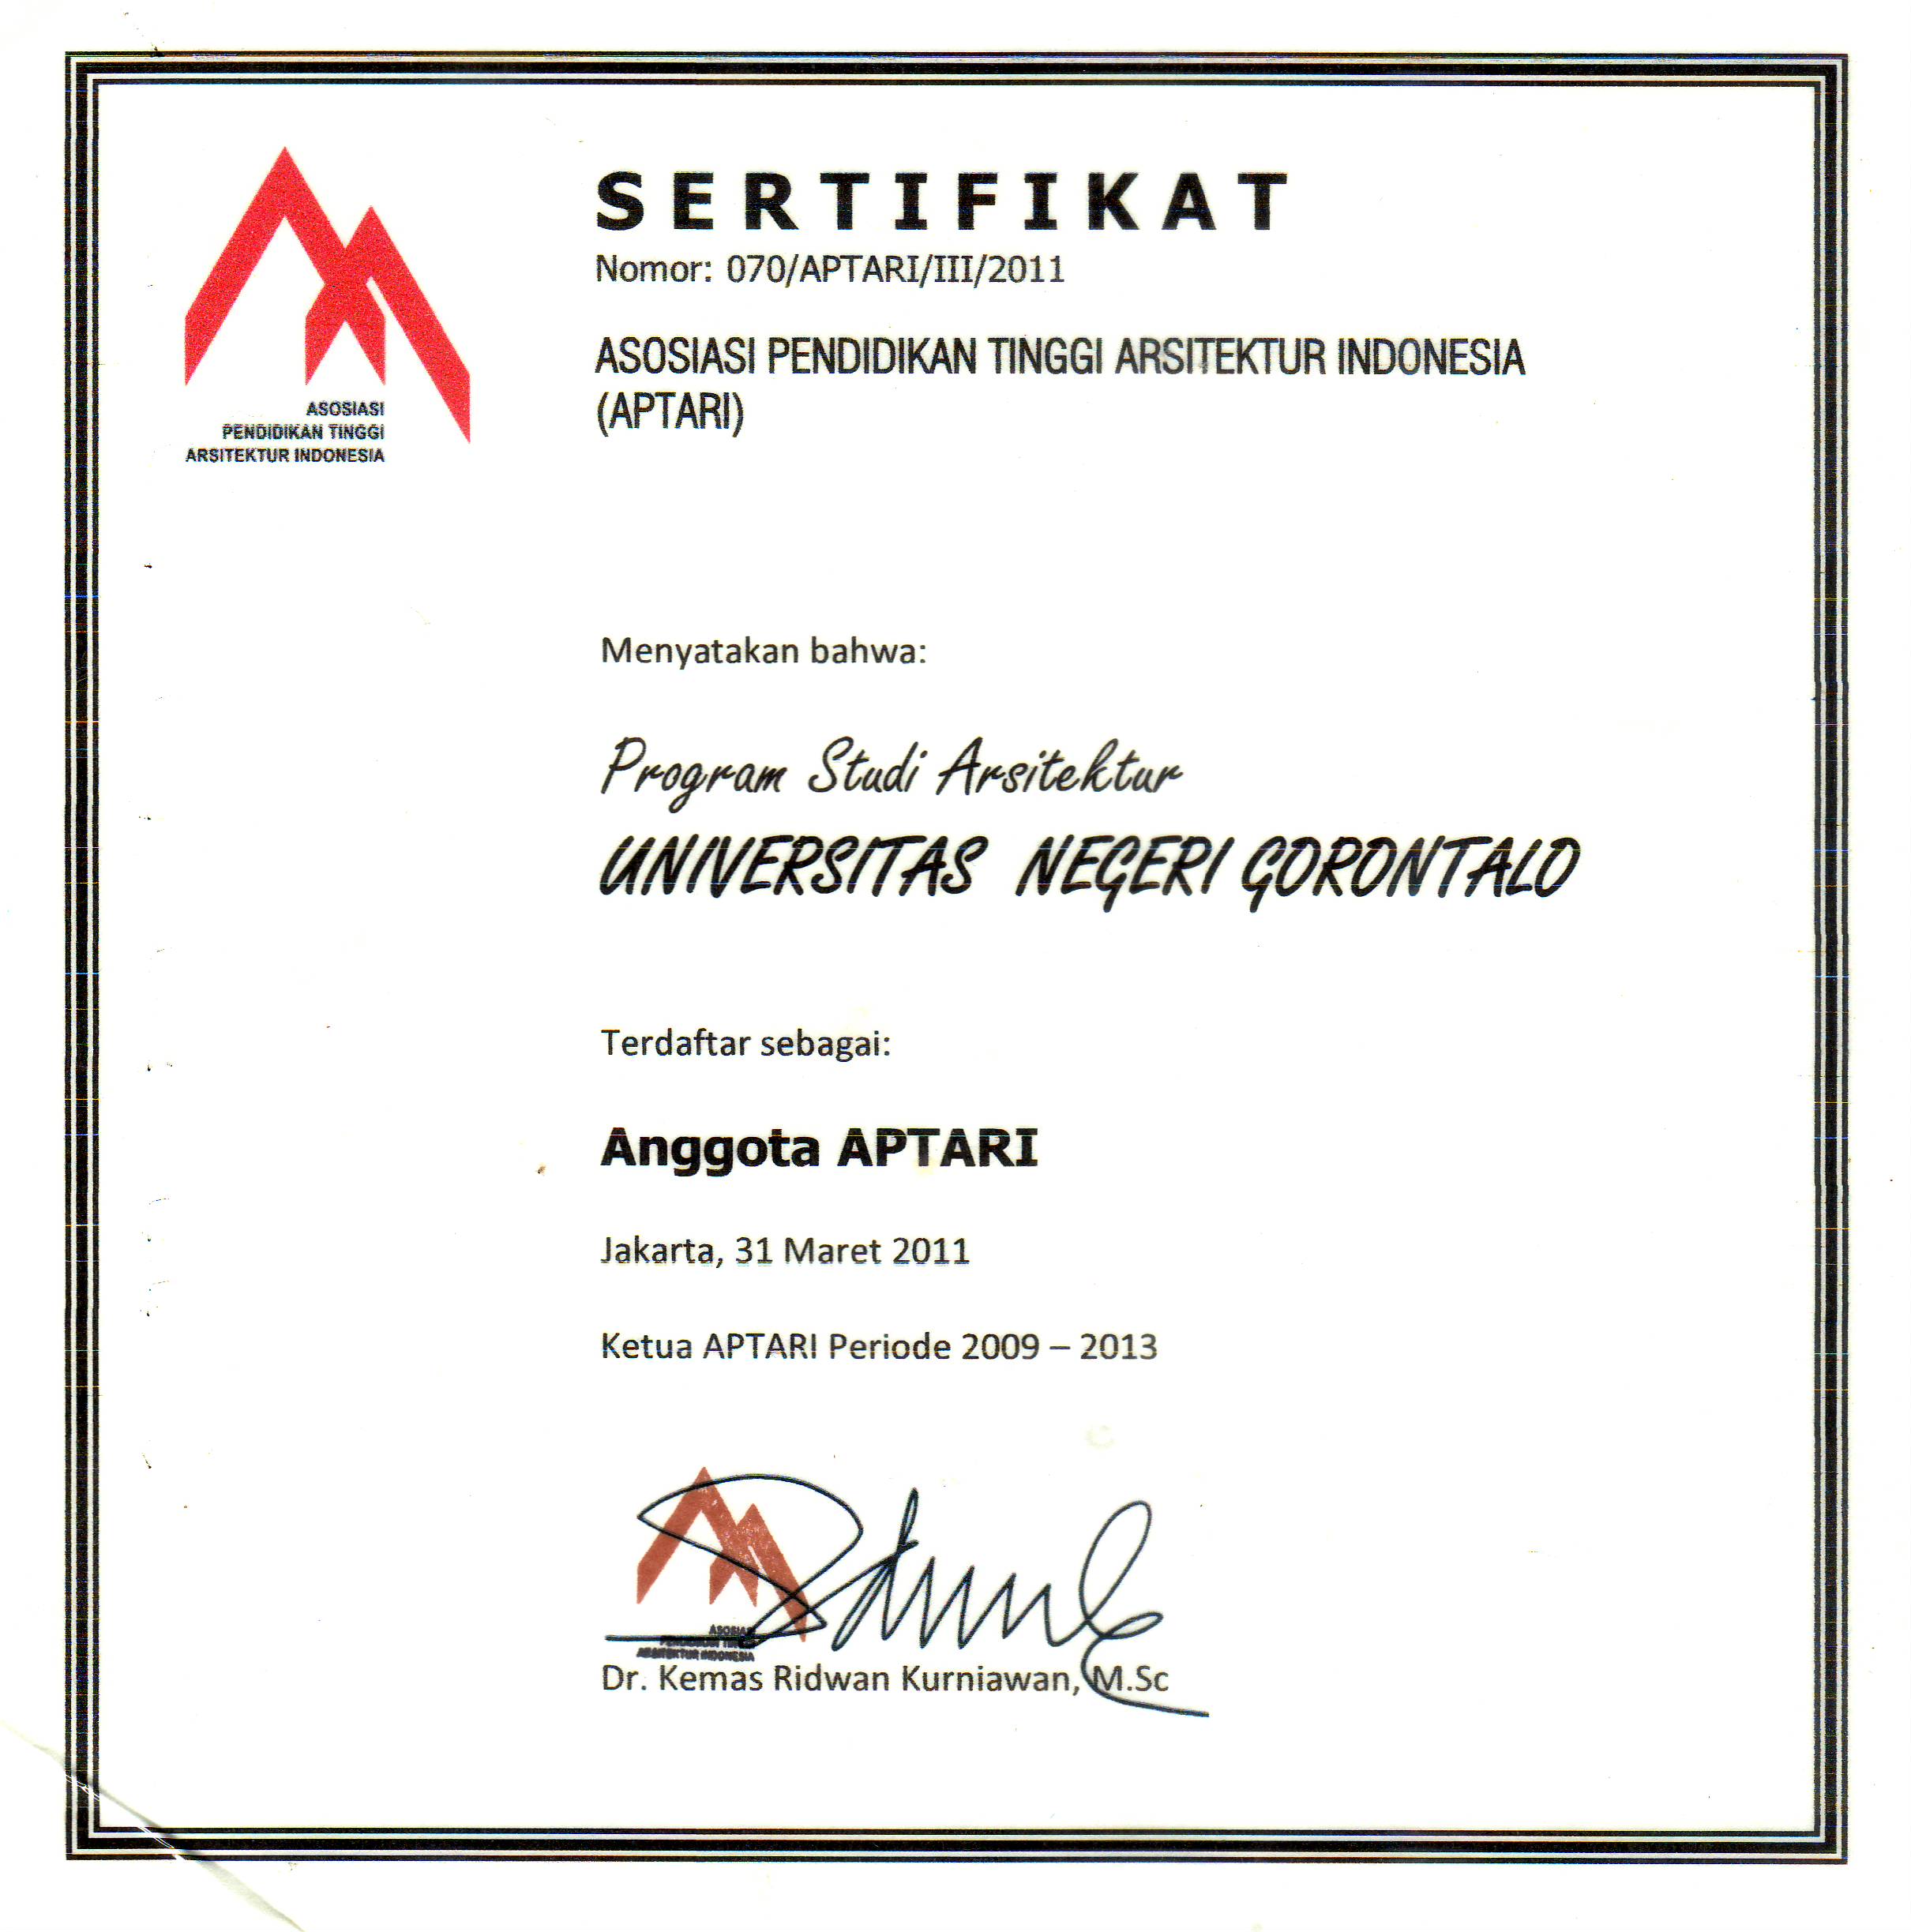 ASOSIASI
PENDIDIKAN TINGGI
ARSITEKTUR INDONESIA
S E R T I F I K A T
Nomor: 070/APTARI/III/2011
ASOSIASI PENDIDIKAN TINGGI ARSITEKTUR INDONESIA
(APTARI)
Menyatakan bahwa:
Program Studi Arsitektur
UNIVERSITAS NEGERI GORONTALO
Terdaftar sebagai:
Anggota APTARI
Jakarta, 31 Maret 2011
Ketua APTARI Periode 2009 – 2013
ASOSIASI
PENDIDIKAN TINGGI
ARSITEKTUR INDONESIA
Dr. Kemas Ridwan Kurniawan, M.Sc